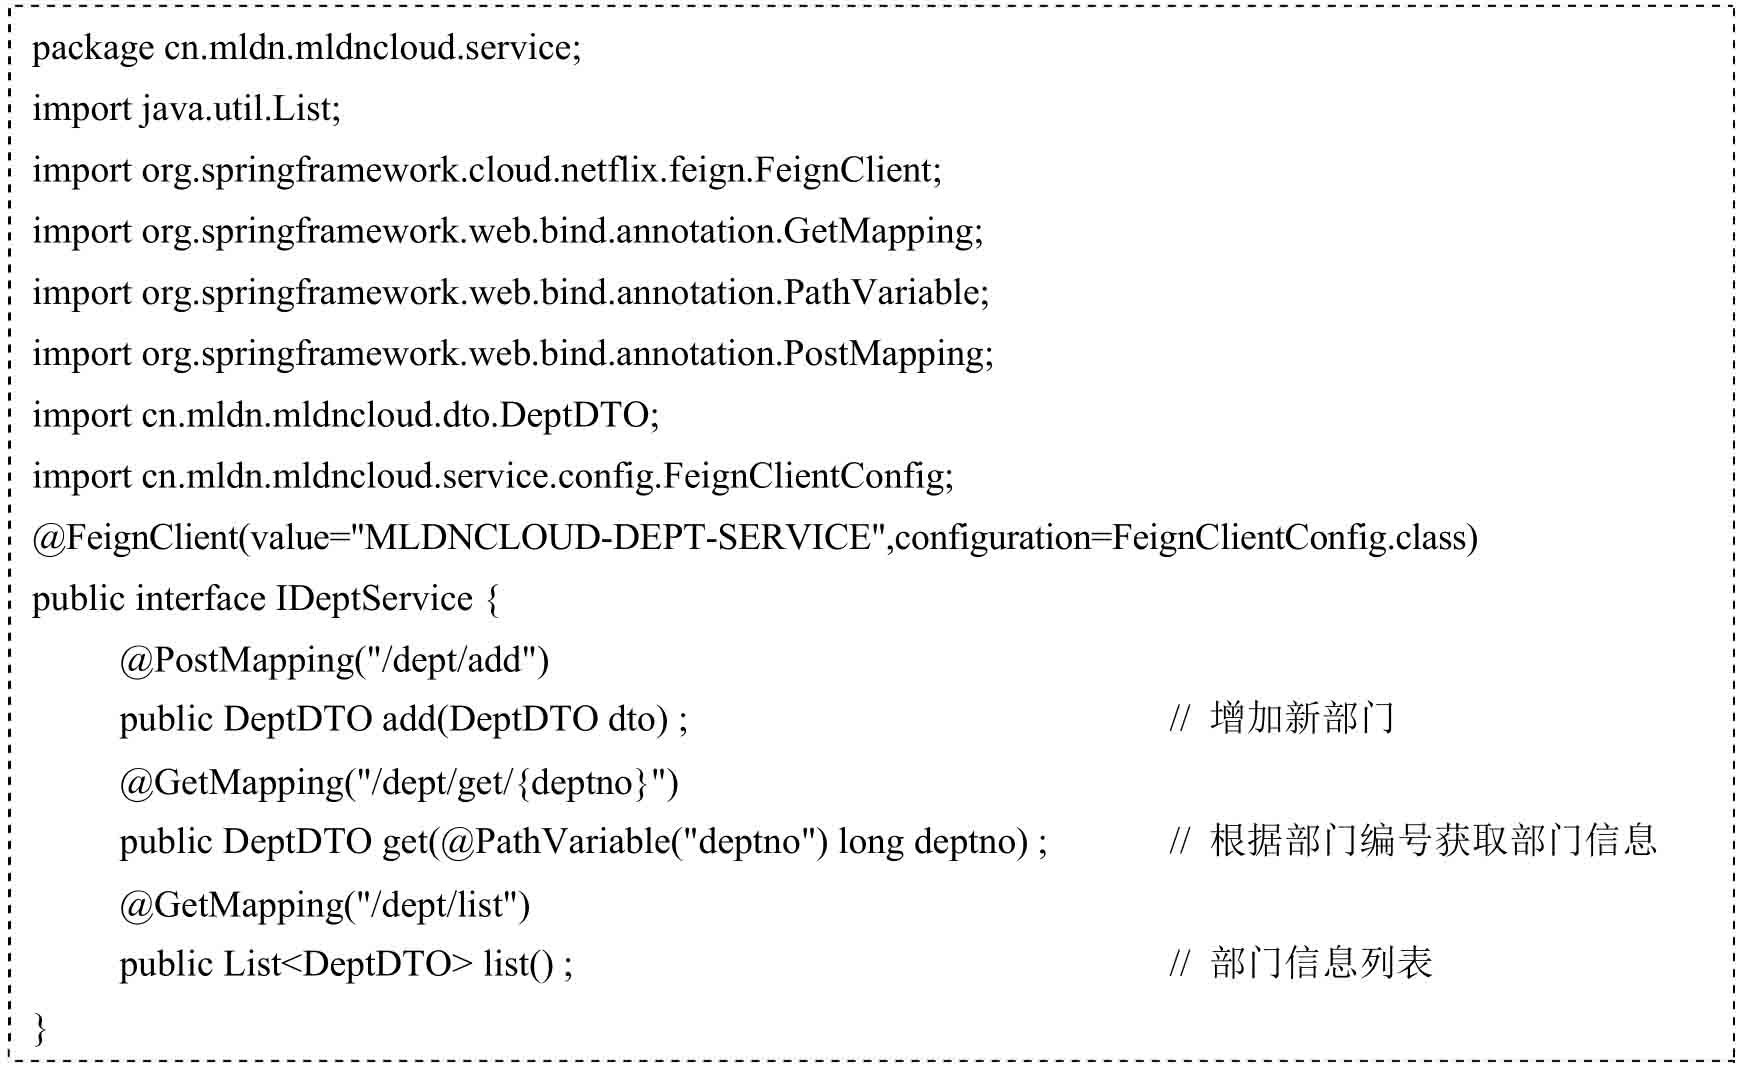 package cn.mldn.mldncloud.service;
import java.util.List;
import org.springframework.cloud.netflix.feign.FeignClient;
import org.springframework.web.bind.annotation.GetMapping;
import org.springframework.web.bind.annotation.PathVariable;
import org.springframework.web.bind.annotation.PostMapping;
import cn.mldn.mldncloud.dto.DeptDTO;
import cn.mldn.mldncloud.service.config.FeignClientConfig;
@FeignClient(value="MLDNCLOUD-DEPT-SERVICE",configuration=FeignClientConfig.class)
public interface IDeptService {
@PostMapping("/dept/add")
public DeptDTO add(DeptDTO dto) ; // 增加新部门
@GetMapping("/dept/get/{deptno}")
public DeptDTO get(@PathVariable("deptno") long deptno) ; // 根据部门编号获取部门信息
@GetMapping("/dept/list")
public List<DeptDTO> list() ; // 部门信息列表
}